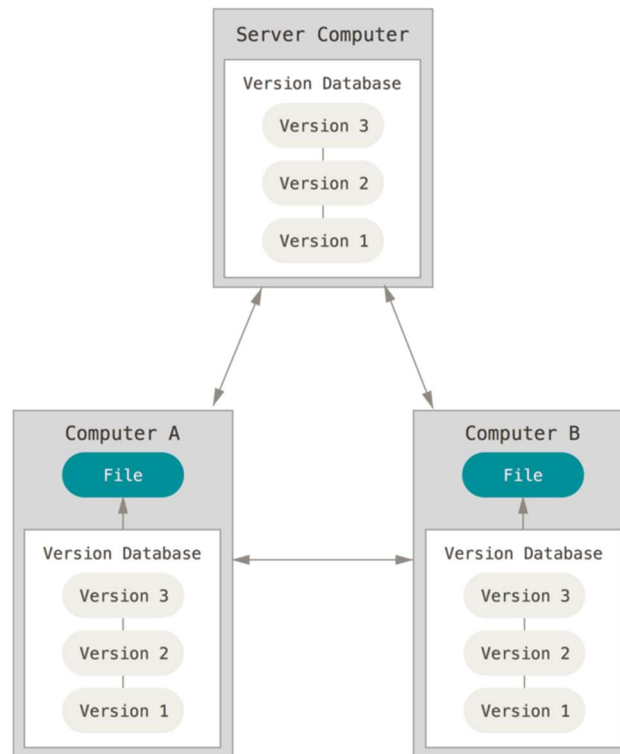 Server Computer
Version Database
Version 3
Version 2
Version 1
Computer A
File
Version Database
Version 3
Version 2
Version 1
Computer B
File
Version Database
Version 3
Version 2
Version 1